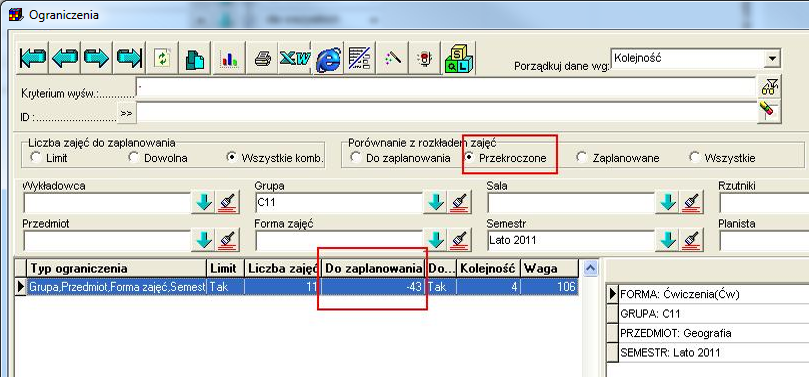 Ograniczenia
Porządkuj dane wg: Kolejność
Kryterium wyśw.: -
ID : >>
Liczba zajęć do zaplanowania
Limit Dowolna Wszystkie komb.
Porównanie z rozkładem zajęć
Do zaplanowania Przekroczone Zaplanowane Wszystkie
Wykładowca Grupa Sala Rzutniki
C11
Przedmiot Forma zajęć Semestr Planista
Lato 2011
Typ ograniczenia Limit Liczba zajęć Do zaplanowania Do... Kolejność Waga
Grupa,Przedmiot,Forma zajęć,Semest Tak 11 -43 Tak 4 106
FORMA: Ćwiczenia(Ćw)
GRUPA: C11
PRZEDMIOT: Geografia
SEMESTR: Lato 2011